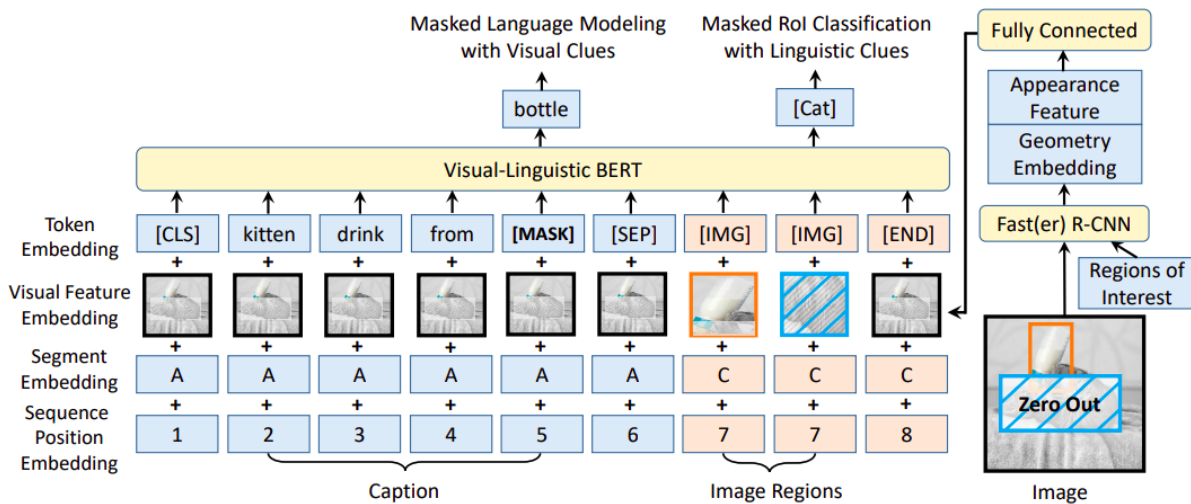 Masked Language Modeling
with Visual Clues
Masked RoI Classification
with Linguistic Clues
Fully Connected
bottle
[Cat]
Appearance
Feature
Geometry
Embedding
Visual-Linguistic BERT
Token
Embedding
[CLS] kitten drink from [MASK] [SEP] [IMG] [IMG] [END]
+ + + + + + + + +
Fast(er) R-CNN
Regions of
Interest
Visual Feature
Embedding
+ + + + + + + + +
Segment
Embedding
A A A A A A C C C
+ + + + + + + + +
Sequence
Position
Embedding
1 2 3 4 5 6 7 7 8
Zero Out
Caption
Image Regions
Image